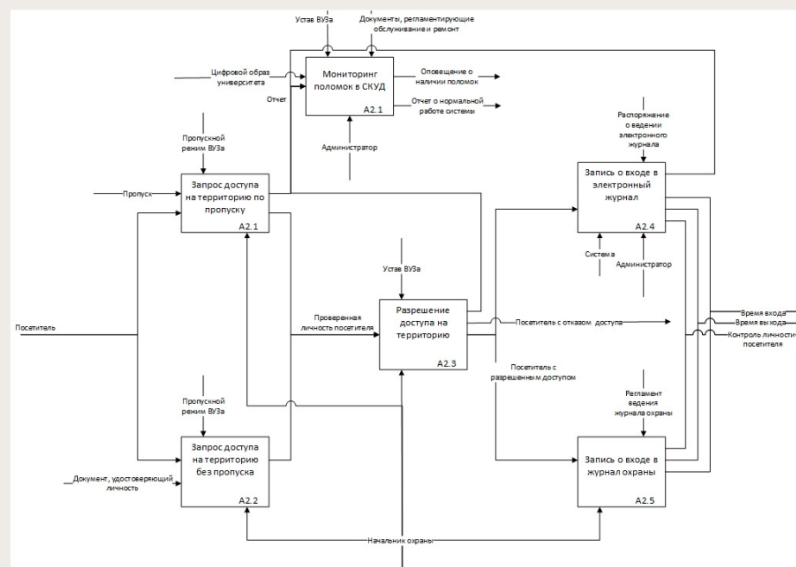 Устав ВУЗа
Документы, регламентирующие
обслуживание и ремонт
Цифровой образ
университета
Отчет
Мониторинг
поломок в СКУД
A2.1
Оповещение о
наличии поломок
Отчет о нормальной
работе системы
Администратор
Пропускной
режим ВУЗа
Пропуск
Запрос доступа
на территорию по
пропуску
A2.1
Распоряжение
о ведении
электронного
журнала
Запись о входе в
электронный
журнал
A2.4
Система
Администратор
Устав ВУЗа
Посетитель
Проверенная
личность посетителя
Разрешение
доступа на
территорию
A2.3
Посетитель с отказом доступа
Время входа
Время выхода
Контроль личности
посетителя
Посетитель с
разрешенным доступом
Пропускной
режим ВУЗа
Запрос доступа
на территорию
без пропуска
A2.2
Документ, удостоверяющий
личность
Регламент
ведения
журнала охраны
Запись о входе в
журнал охраны
A2.5
Начальник охраны